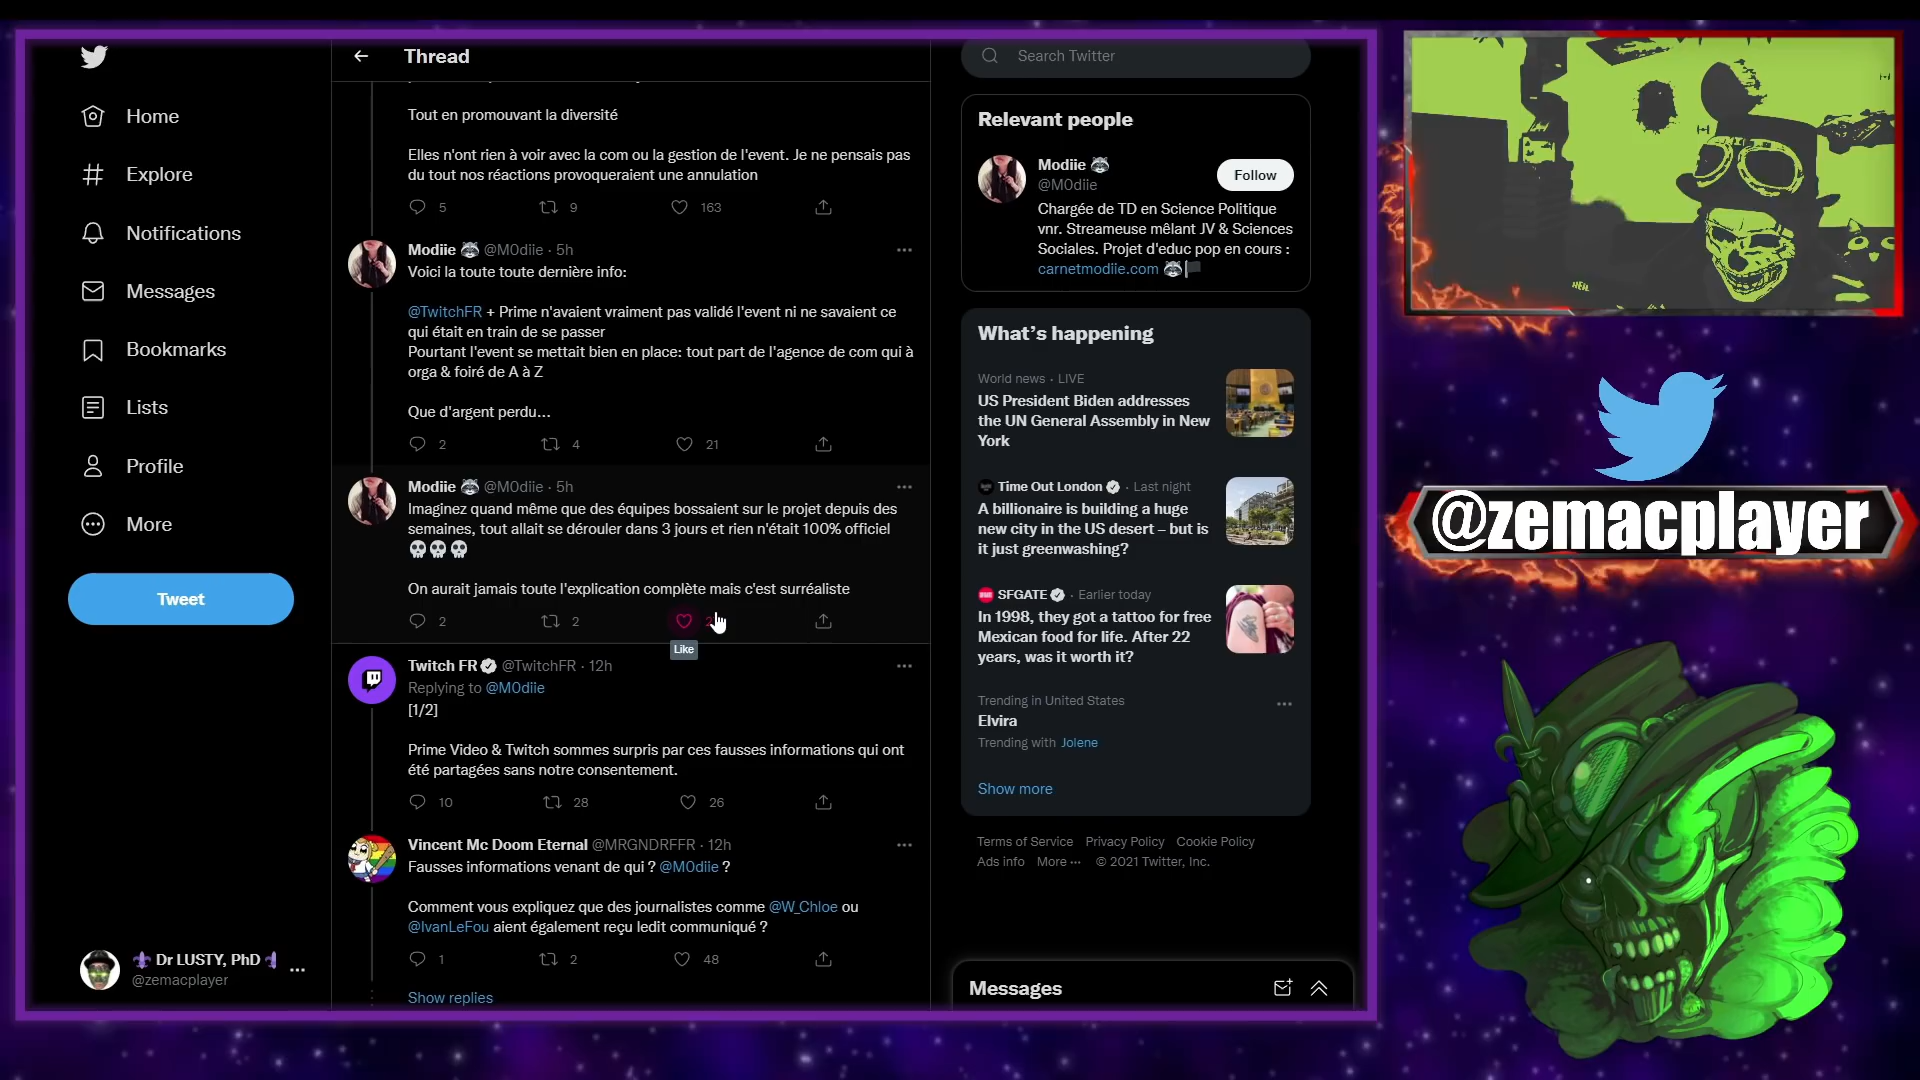 Home
Explore
Notifications
Messages
Bookmarks
Lists
Profile
More
Tweet
Dr LUSTY, PhD
@zemacplayer
Thread
Tout en promouvant la diversité
Elles n'ont rien à voir avec la com ou la gestion de l'event. Je ne pensais pas
du tout nos réactions provoqueraient une annulation
5 9 163
Modiie 🦝 @M0diie · 5h
Voici la toute toute dernière info:
@TwitchFR + Prime n'avaient vraiment pas validé l'event ni ne savaient ce
qui était en train de se passer
Pourtant l'event se mettait bien en place: tout part de l'agence de com qui à
orga & foiré de A à Z
Que d'argent perdu...
2 4 21
Modiie 🦝 @M0diie · 5h
Imaginez quand même que des équipes bossaient sur le projet depuis des
semaines, tout allait se dérouler dans 3 jours et rien n'était 100% officiel
💀💀💀
On aurait jamais toute l'explication complète mais c'est surréaliste
2 2
Like
Twitch FR @TwitchFR · 12h
Replying to @M0diie
[1/2]
Prime Video & Twitch sommes surpris par ces fausses informations qui ont
été partagées sans notre consentement.
10 28 26
Vincent Mc Doom Eternal @MRGNDRFFR · 12h
Fausses informations venant de qui ? @M0diie ?
Comment vous expliquez que des journalistes comme @W_Chloe ou
@IvanLeFou aient également reçu ledit communiqué ?
1 2 48
Show replies
Search Twitter
Relevant people
Modiie 🦝
@M0diie
Follow
Chargée de TD en Science Politique
vnr. Streameuse mêlant JV & Sciences
Sociales. Projet d'educ pop en cours :
carnetmodiie.com 🦝🏴
What's happening
World news · LIVE
US President Biden addresses
the UN General Assembly in New
York
Time Out London · Last night
A billionaire is building a huge
new city in the US desert – but is
it just greenwashing?
SFGATE · Earlier today
In 1998, they got a tattoo for free
Mexican food for life. After 22
years, was it worth it?
Trending in United States
Elvira
Trending with Jolene
Show more
Terms of Service Privacy Policy Cookie Policy
Ads info More ··· © 2021 Twitter, Inc.
Messages
@zemacplayer